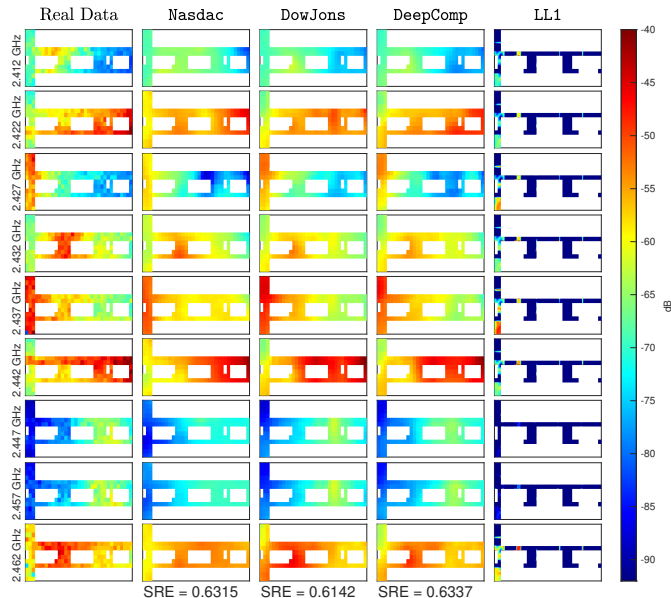 Real Data Nasdac DowJons DeepComp LL1
2.412 GHz
2.422 GHz
2.427 GHz
2.432 GHz
2.437 GHz
2.442 GHz
2.447 GHz
2.457 GHz
2.462 GHz
SRE = 0.6315 SRE = 0.6142 SRE = 0.6337
-40
-45
-50
-55
-60
-65
-70
-75
-80
-85
-90
dB